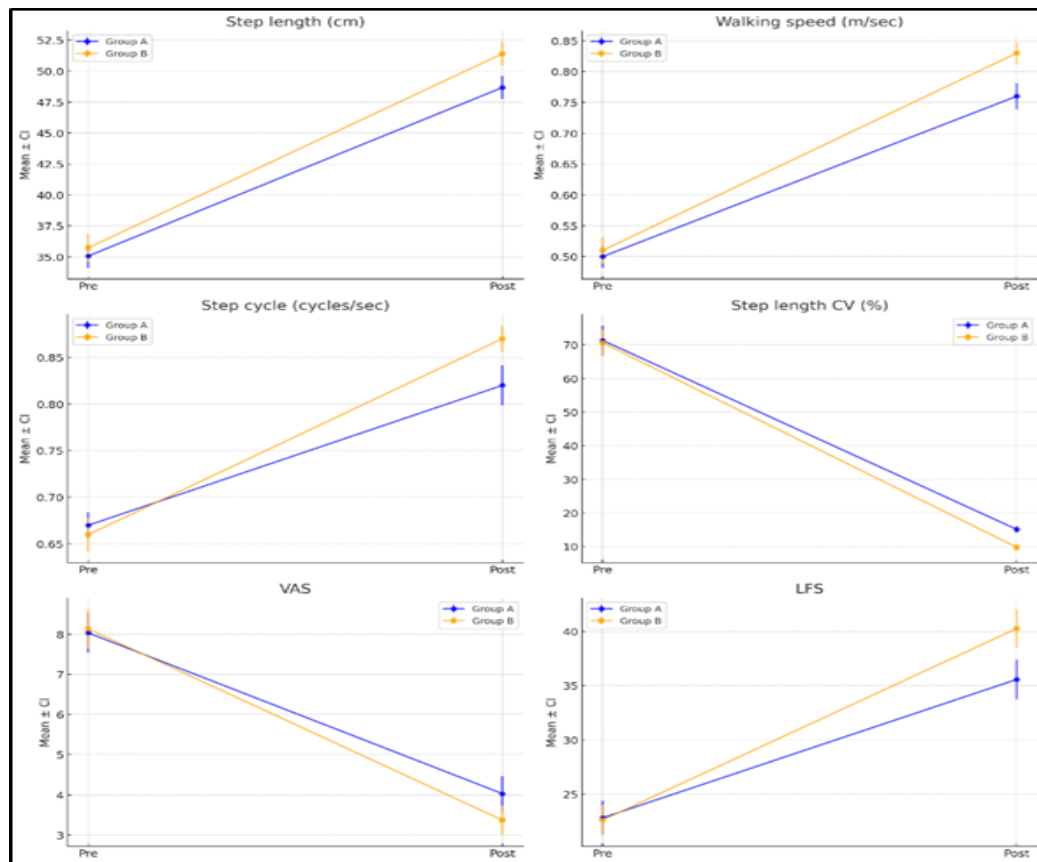 Step length (cm)
Group A
Group B
52.5
50.0
47.5
45.0
42.5
40.0
37.5
35.0
Mean ± CI
Pre
Post
Walking speed (m/sec)
Group A
Group B
0.85
0.80
0.75
0.70
0.65
0.60
0.55
0.50
Mean ± CI
Pre
Post
Step cycle (cycles/sec)
Group A
Group B
0.85
0.80
0.75
0.70
0.65
Mean ± CI
Pre
Post
Step length CV (%)
Group A
Group B
70
60
50
40
30
20
10
Mean ± CI
Pre
Post
VAS
Group A
Group B
8
7
6
5
4
3
Mean ± CI
Pre
Post
LFS
Group A
Group B
40
35
30
25
Mean ± CI
Pre
Post